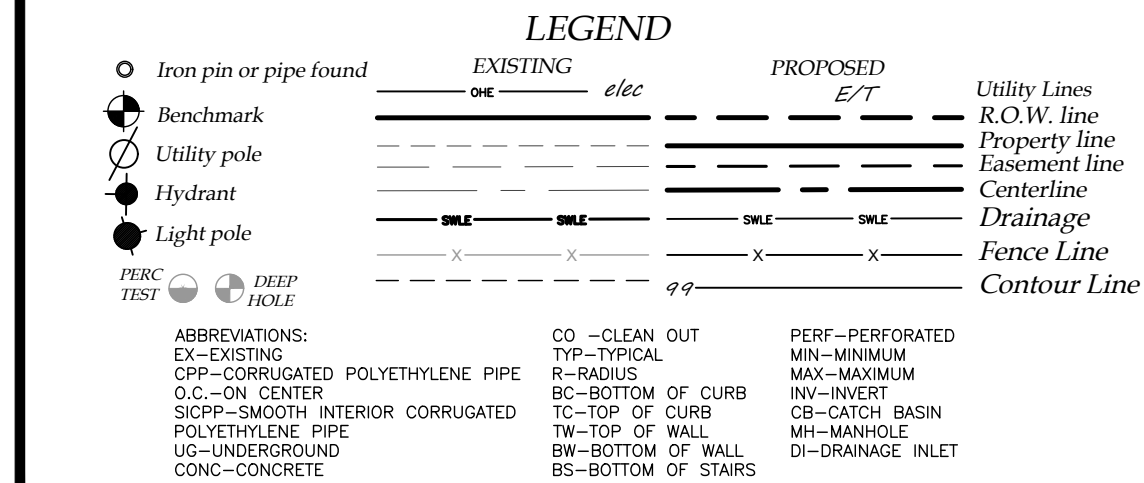 LEGEND
EXISTING PROPOSED
Iron pin or pipe found
OHE elec E/T Utility Lines
Benchmark R.O.W. line
Property line
Utility pole Easement line
Hydrant Centerline
SWLE SWLE SWLE SWLE Drainage
Light pole
X X X X Fence Line
PERC TEST DEEP HOLE
99 Contour Line
ABBREVIATIONS:
EX-EXISTING
CPP-CORRUGATED POLYETHYLENE PIPE
O.C.-ON CENTER
SICPP-SMOOTH INTERIOR CORRUGATED
POLYETHYLENE PIPE
UG-UNDERGROUND
CONC-CONCRETE
CO -CLEAN OUT
TYP-TYPICAL
R-RADIUS
BC-BOTTOM OF CURB
TC-TOP OF CURB
TW-TOP OF WALL
BW-BOTTOM OF WALL
BS-BOTTOM OF STAIRS
PERF-PERFORATED
MIN-MINIMUM
MAX-MAXIMUM
INV-INVERT
CB-CATCH BASIN
MH-MANHOLE
DI-DRAINAGE INLET